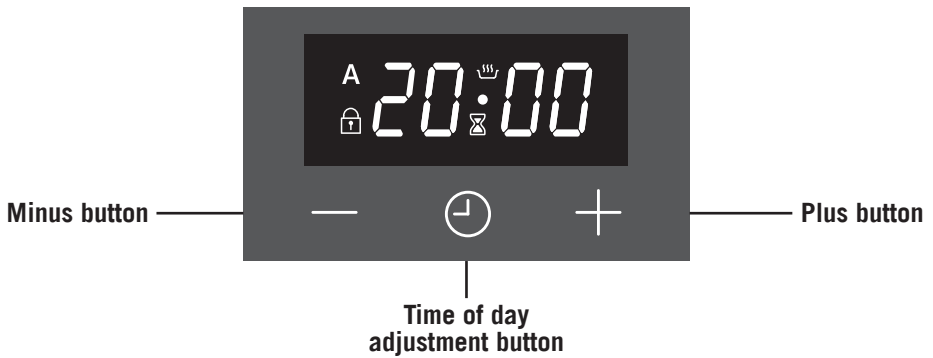 A 20:00
Minus button
Plus button
Time of day
adjustment button